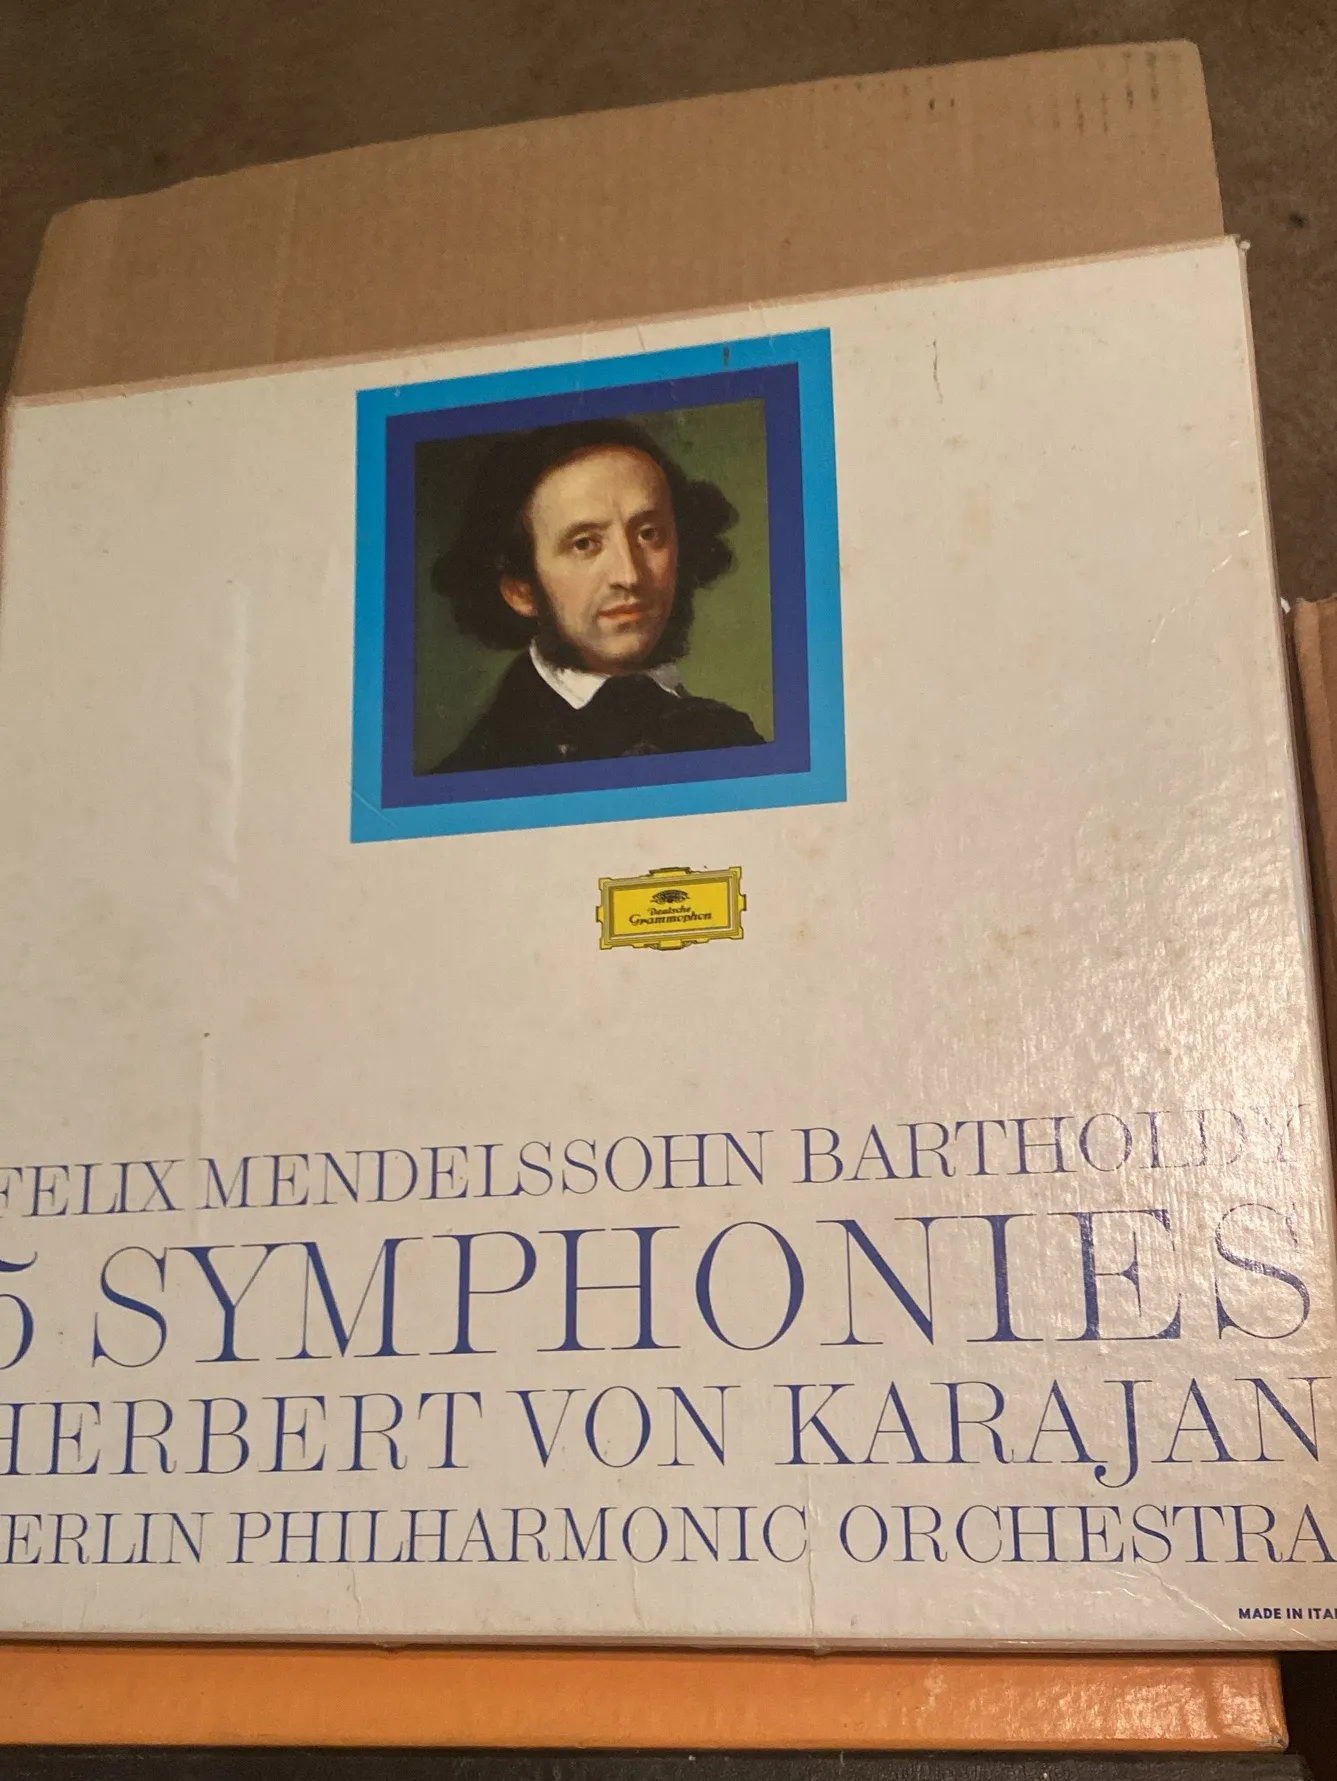 Deutsche
Grammophon
FELIX MENDELSSOHN BARTHOLDY
5 SYMPHONIES
HERBERT VON KARAJAN
ERLIN PHILHARMONIC ORCHESTRA
MADE IN ITA